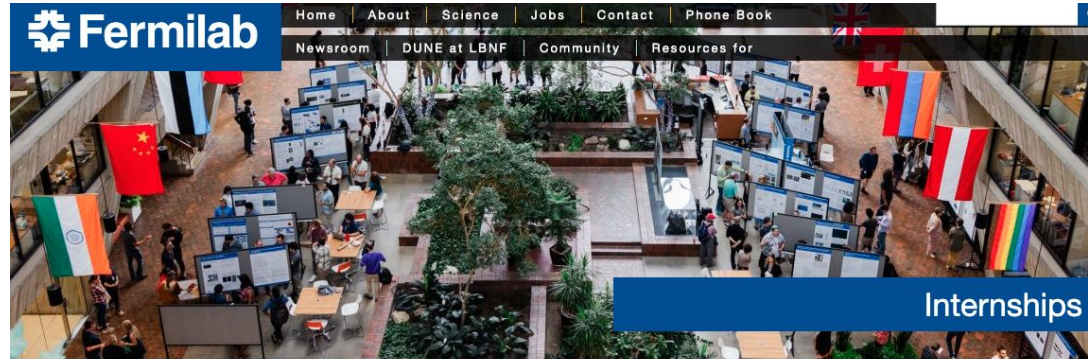 Fermilab
Home About Science Jobs Contact Phone Book
Newsroom DUNE at LBNF Community Resources for
Internships